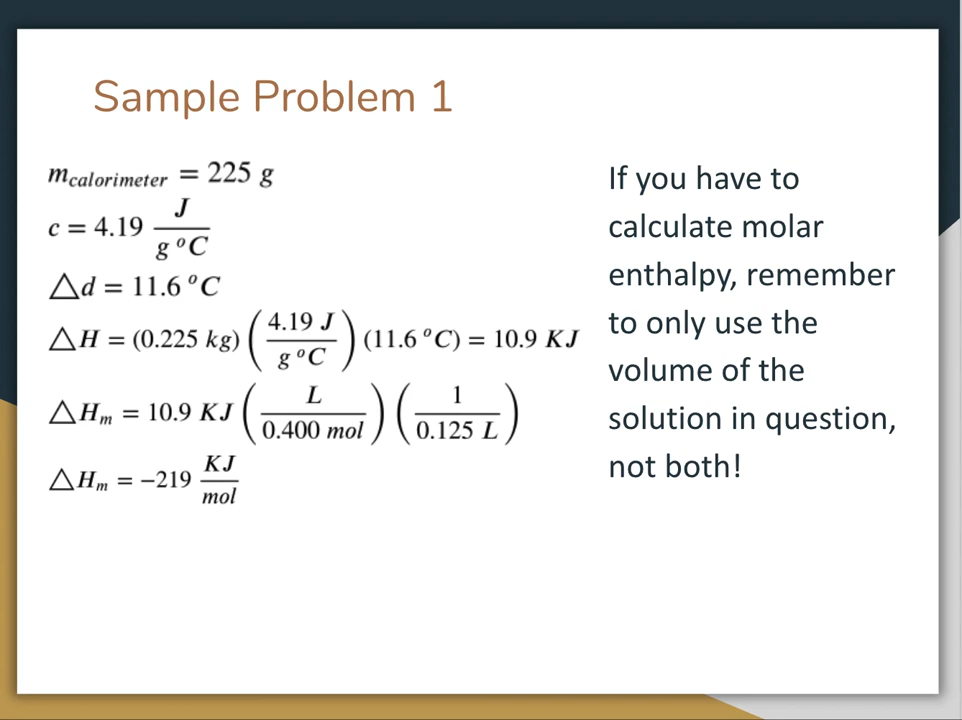 Sample Problem 1
m_calorimeter = 225 g
c = 4.19 J / g °C
△d = 11.6 °C
△H = (0.225 kg) (4.19 J / g °C) (11.6 °C) = 10.9 KJ
△H_m = 10.9 KJ (L / 0.400 mol) (1 / 0.125 L)
△H_m = −219 KJ / mol
If you have to
calculate molar
enthalpy, remember
to only use the
volume of the
solution in question,
not both!